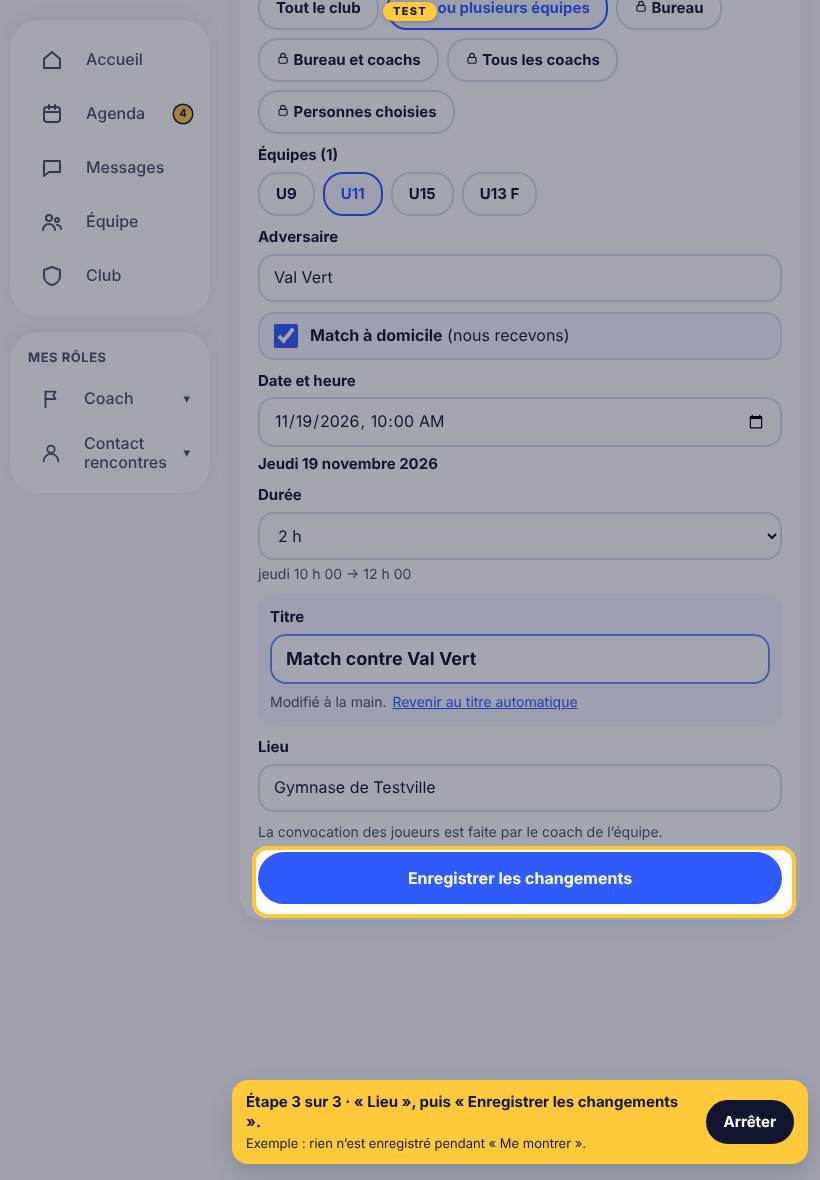 Accueil
Agenda
4
Messages
Équipe
Club
MES RÔLES
Coach
Contact
rencontres
Tout le club
TEST
ou plusieurs équipes
Bureau
Bureau et coachs
Tous les coachs
Personnes choisies
Équipes (1)
U9
U11
U15
U13 F
Adversaire
Val Vert
Match à domicile (nous recevons)
Date et heure
11/19/2026, 10:00 AM
Jeudi 19 novembre 2026
Durée
2 h
jeudi 10 h 00 → 12 h 00
Titre
Match contre Val Vert
Modifié à la main. Revenir au titre automatique
Lieu
Gymnase de Testville
La convocation des joueurs est faite par le coach de l’équipe.
Enregistrer les changements
Étape 3 sur 3 · « Lieu », puis « Enregistrer les changements
».
Exemple : rien n’est enregistré pendant « Me montrer ».
Arrêter